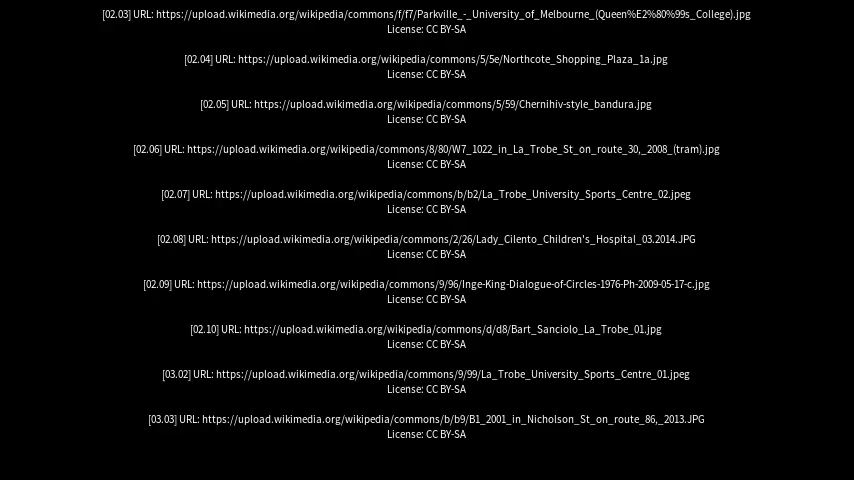 [02.03] URL: https://upload.wikimedia.org/wikipedia/commons/f/f7/Parkville_-_University_of_Melbourne_(Queen%E2%80%99s_College).jpg
License: CC BY-SA
[02.04] URL: https://upload.wikimedia.org/wikipedia/commons/5/5e/Northcote_Shopping_Plaza_1a.jpg
License: CC BY-SA
[02.05] URL: https://upload.wikimedia.org/wikipedia/commons/5/59/Chernihiv-style_bandura.jpg
License: CC BY-SA
[02.06] URL: https://upload.wikimedia.org/wikipedia/commons/8/80/W7_1022_in_La_Trobe_St_on_route_30,_2008_(tram).jpg
License: CC BY-SA
[02.07] URL: https://upload.wikimedia.org/wikipedia/commons/b/b2/La_Trobe_University_Sports_Centre_02.jpeg
License: CC BY-SA
[02.08] URL: https://upload.wikimedia.org/wikipedia/commons/2/26/Lady_Cilento_Children's_Hospital_03.2014.JPG
License: CC BY-SA
[02.09] URL: https://upload.wikimedia.org/wikipedia/commons/9/96/Inge-King-Dialogue-of-Circles-1976-Ph-2009-05-17-c.jpg
License: CC BY-SA
[02.10] URL: https://upload.wikimedia.org/wikipedia/commons/d/d8/Bart_Sanciolo_La_Trobe_01.jpg
License: CC BY-SA
[03.02] URL: https://upload.wikimedia.org/wikipedia/commons/9/99/La_Trobe_University_Sports_Centre_01.jpeg
License: CC BY-SA
[03.03] URL: https://upload.wikimedia.org/wikipedia/commons/b/b9/B1_2001_in_Nicholson_St_on_route_86,_2013.JPG
License: CC BY-SA